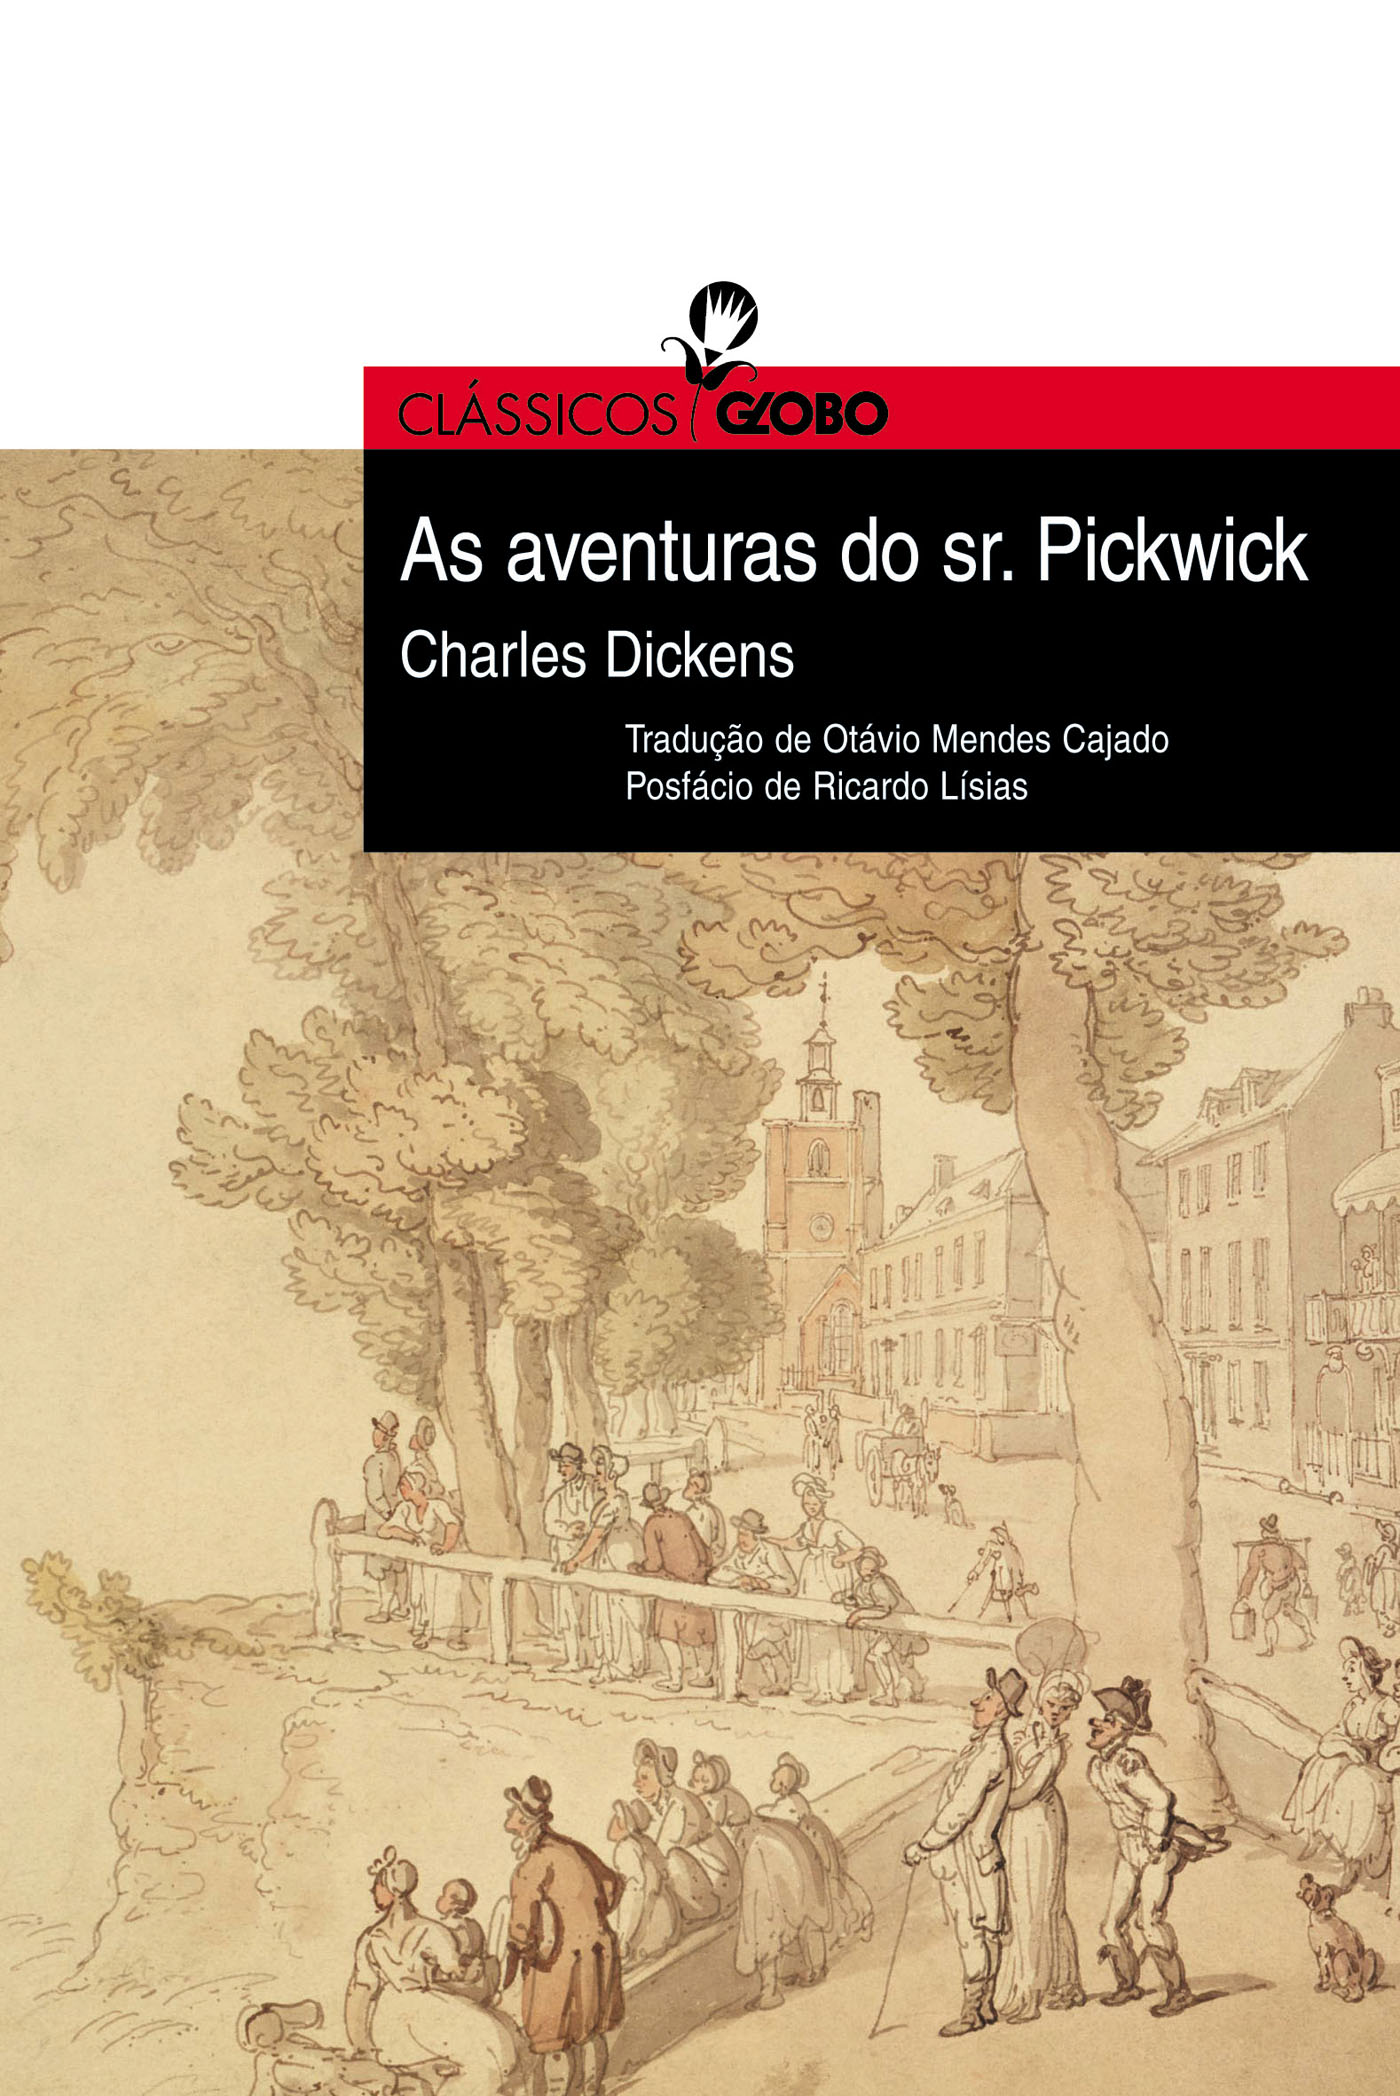 CLÁSSICOS GLOBO
As aventuras do sr. Pickwick
Charles Dickens
Tradução de Otávio Mendes Cajado
Posfácio de Ricardo Lísias